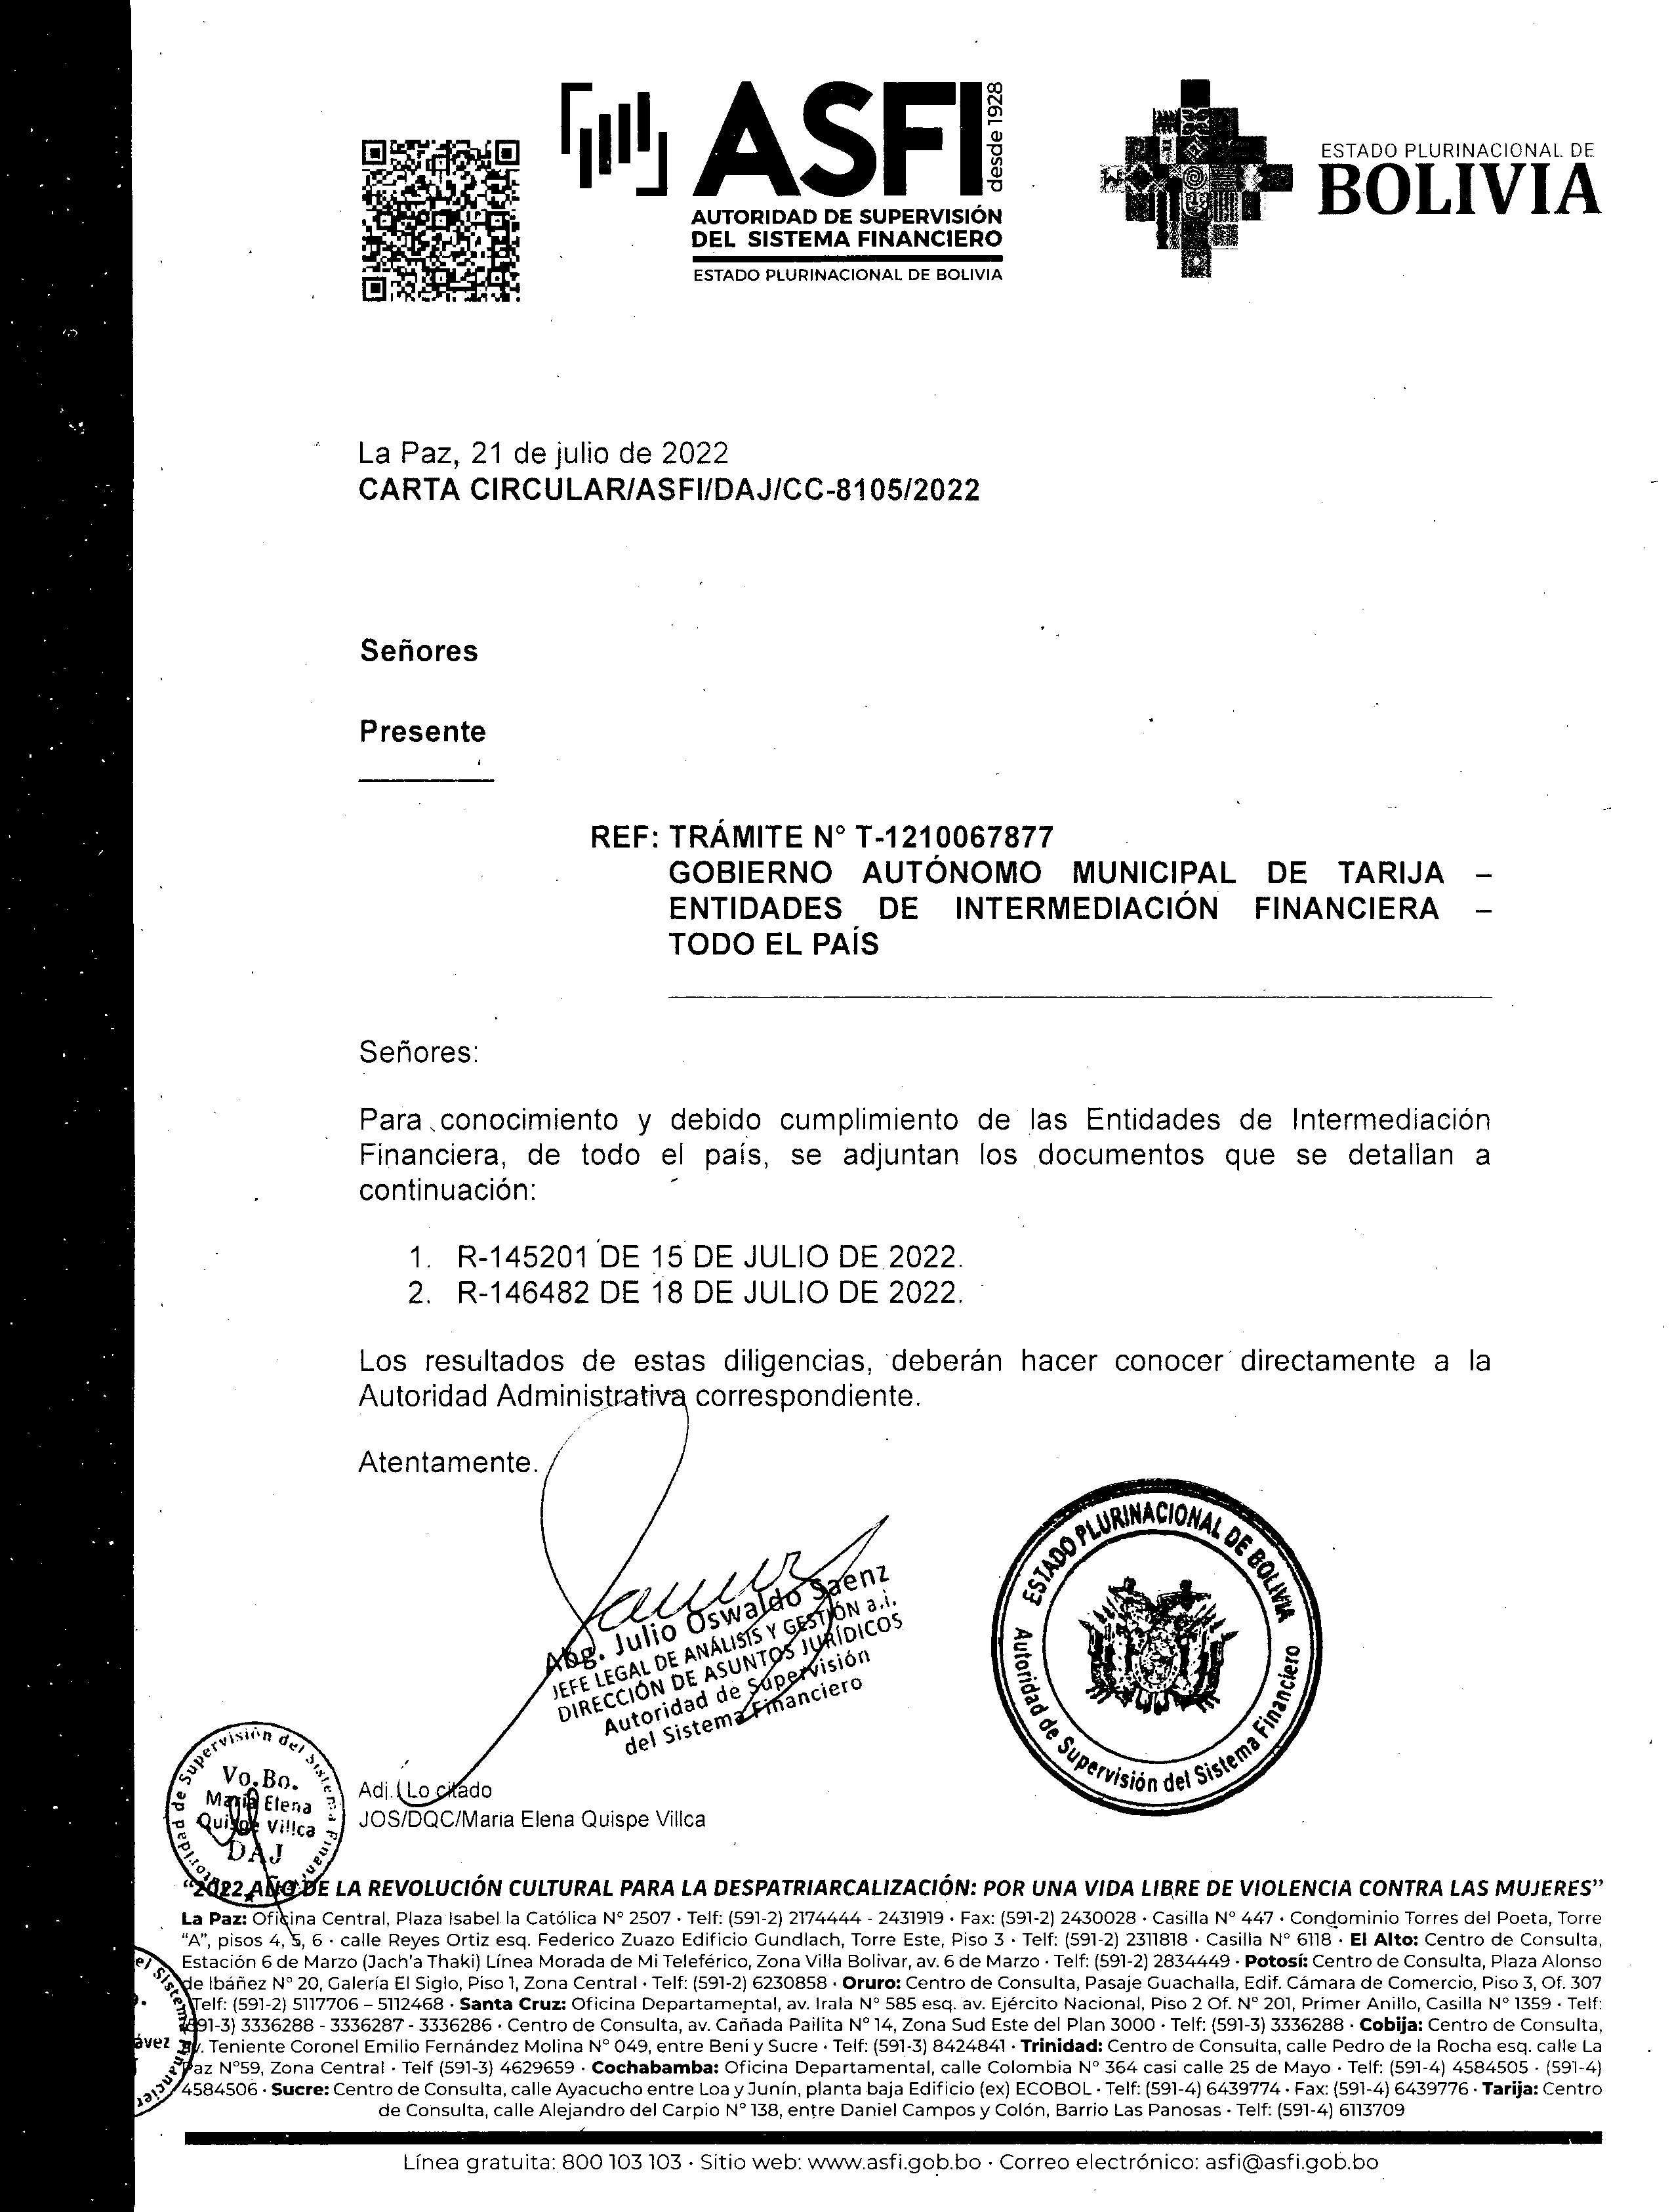 ASFI
desde 1928
AUTORIDAD DE SUPERVISIÓN
DEL SISTEMA FINANCIERO
ESTADO PLURINACIONAL DE BOLIVIA
ESTADO PLURINACIONAL DE
BOLIVIA
La Paz, 21 de julio de 2022
CARTA CIRCULAR/ASFI/DAJ/CC-8105/2022
Señores
Presente
REF: TRÁMITE N° T-1210067877
GOBIERNO AUTÓNOMO MUNICIPAL DE TARIJA –
ENTIDADES DE INTERMEDIACIÓN FINANCIERA –
TODO EL PAÍS
Señores:
Para conocimiento y debido cumplimiento de las Entidades de Intermediación
Financiera, de todo el país, se adjuntan los documentos que se detallan a
continuación:
1. R-145201 DE 15 DE JULIO DE 2022.
2. R-146482 DE 18 DE JULIO DE 2022.
Los resultados de estas diligencias, deberán hacer conocer directamente a la
Autoridad Administrativa correspondiente.
Atentamente.
Abg. Julio Oswaldo Saenz
JEFE LEGAL DE ANÁLISIS Y GESTIÓN a.i.
DIRECCIÓN DE ASUNTOS JURÍDICOS
Autoridad de Supervisión
del Sistema Financiero
ESTADO PLURINACIONAL DE BOLIVIA
Autoridad de Supervisión del Sistema Financiero
Vo.Bo.
Maria Elena
Quispe Villca
DAJ
Adj. Lo citado
JOS/DQC/Maria Elena Quispe Villca
“2022 AÑO DE LA REVOLUCIÓN CULTURAL PARA LA DESPATRIARCALIZACIÓN: POR UNA VIDA LIBRE DE VIOLENCIA CONTRA LAS MUJERES”
La Paz: Oficina Central, Plaza Isabel la Católica N° 2507 · Telf: (591-2) 2174444 - 2431919 · Fax: (591-2) 2430028 · Casilla N° 447 · Condominio Torres del Poeta, Torre
“A”, pisos 4, 5, 6 · calle Reyes Ortiz esq. Federico Zuazo Edificio Gundlach, Torre Este, Piso 3 · Telf: (591-2) 2311818 · Casilla N° 6118 · El Alto: Centro de Consulta,
Estación 6 de Marzo (Jach’a Thaki) Línea Morada de Mi Teleférico, Zona Villa Bolívar, av. 6 de Marzo · Telf: (591-2) 2834449 · Potosí: Centro de Consulta, Plaza Alonso
de Ibáñez N° 20, Galería El Siglo, Piso 1, Zona Central · Telf: (591-2) 6230858 · Oruro: Centro de Consulta, Pasaje Guachalla, Edif. Cámara de Comercio, Piso 3, Of. 307
Telf: (591-2) 5117706 – 5112468 · Santa Cruz: Oficina Departamental, av. Irala N° 585 esq. av. Ejército Nacional, Piso 2 Of. N° 201, Primer Anillo, Casilla N° 1359 · Telf:
(591-3) 3336288 - 3336287 - 3336286 · Centro de Consulta, av. Cañada Pailita N° 14, Zona Sud Este del Plan 3000 · Telf: (591-3) 3336288 · Cobija: Centro de Consulta,
av. Teniente Coronel Emilio Fernández Molina N° 049, entre Beni y Sucre · Telf: (591-3) 8424841 · Trinidad: Centro de Consulta, calle Pedro de la Rocha esq. calle La
Paz N°59, Zona Central · Telf (591-3) 4629659 · Cochabamba: Oficina Departamental, calle Colombia N° 364 casi calle 25 de Mayo · Telf: (591-4) 4584505 · (591-4)
4584506 · Sucre: Centro de Consulta, calle Ayacucho entre Loa y Junín, planta baja Edificio (ex) ECOBOL · Telf: (591-4) 6439774 · Fax: (591-4) 6439776 · Tarija: Centro
de Consulta, calle Alejandro del Carpio N° 138, entre Daniel Campos y Colón, Barrio Las Panosas · Telf: (591-4) 6113709
Línea gratuita: 800 103 103 · Sitio web: www.asfi.gob.bo · Correo electrónico: asfi@asfi.gob.bo